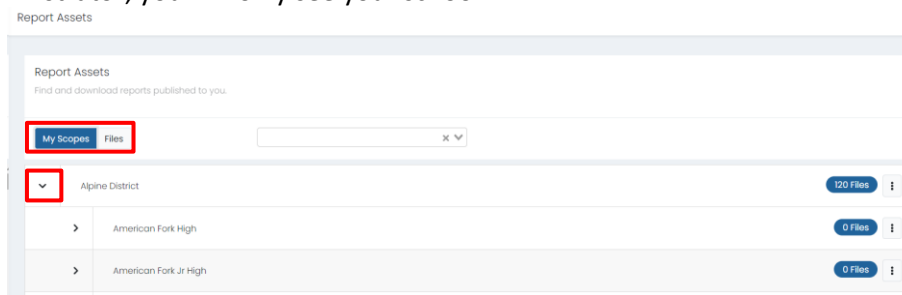 Report Assets
Report Assets
Find and download reports published to you.
My Scopes Files
Alpine District 120 Files
American Fork High 0 Files
American Fork Jr High 0 Files